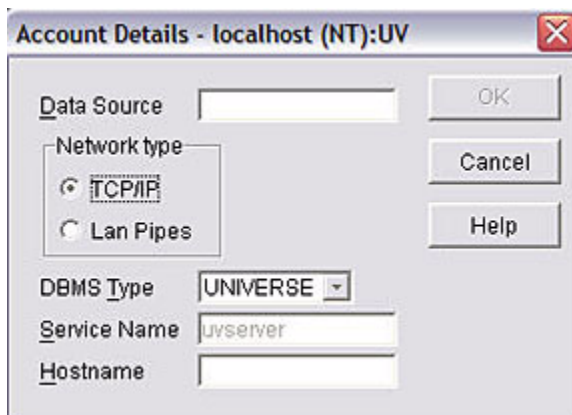 Account Details - localhost (NT):UV
Data Source
OK
Network type
TCP/IP
Cancel
Lan Pipes
Help
DBMS Type UNIVERSE
Service Name uvserver
Hostname